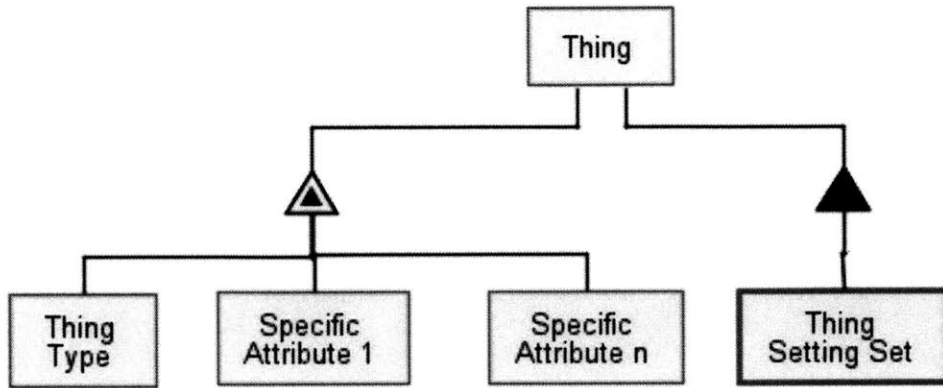 Thing
Thing
Type
Specific
Attribute 1
Specific
Attribute n
Thing
Setting Set